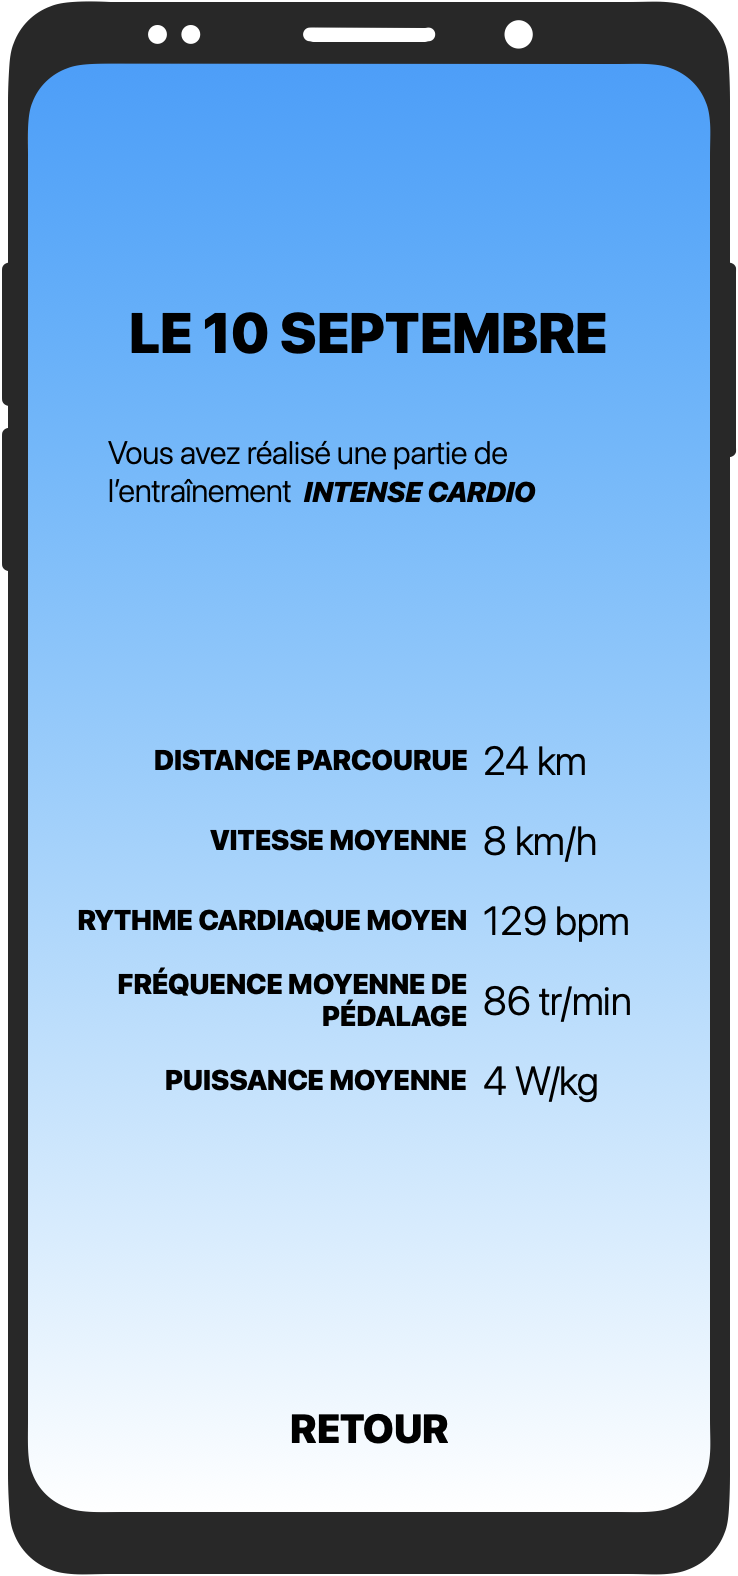 LE 10 SEPTEMBRE
Vous avez réalisé une partie de
l’entraînement INTENSE CARDIO
DISTANCE PARCOURUE 24 km
VITESSE MOYENNE 8 km/h
RYTHME CARDIAQUE MOYEN 129 bpm
FRÉQUENCE MOYENNE DE
PÉDALAGE 86 tr/min
PUISSANCE MOYENNE 4 W/kg
RETOUR